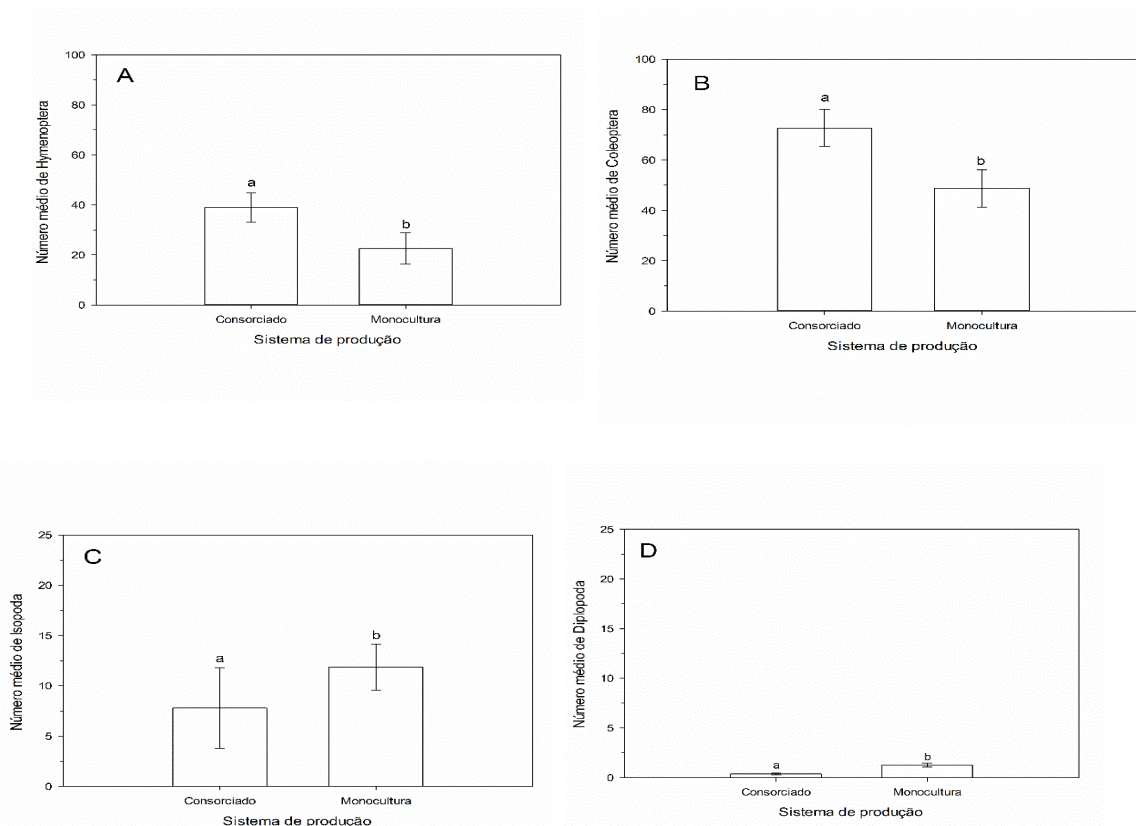 A
Número médio de Hymenoptera
100
80
60
40
20
0
a
b
Consorciado Monocultura
Sistema de produção
B
Número médio de Coleoptera
100
80
60
40
20
0
a
b
Consorciado Monocultura
Sistema de produção
C
Número médio de Isopoda
25
20
15
10
5
0
a
b
Consorciado Monocultura
Sistema de produção
D
Número médio de Diplopoda
25
20
15
10
5
0
a
b
Consorciado Monocultura
Sistema de produção